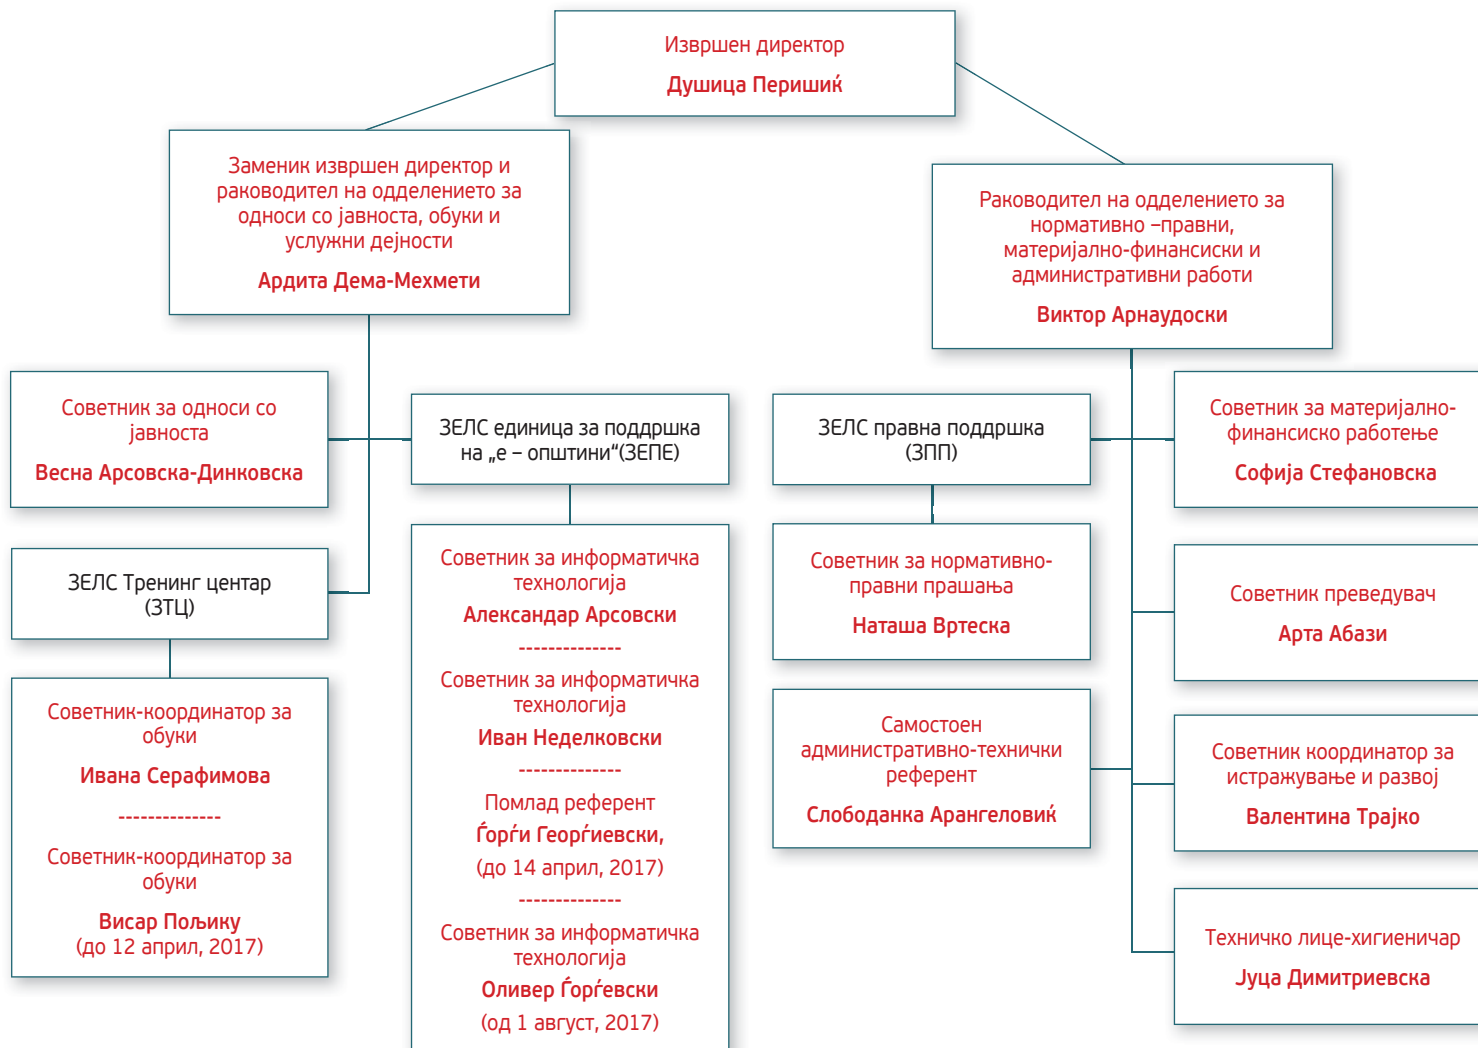 Извршен директор
Душица Перишиќ
Заменик извршен директор и
раководител на одделението за
односи со јавноста, обуки и
услужни дејности
Ардита Дема-Мехмети
Раководител на одделението за
нормативно –правни,
материјално-финансиски и
административни работи
Виктор Арнаудоски
Советник за односи со
јавноста
Весна Арсовска-Динковска
ЗЕЛС единица за поддршка
на „е – општини“(ЗЕПЕ)
ЗЕЛС правна поддршка
(ЗПП)
Советник за материјално-
финансиско работење
Софија Стефановска
ЗЕЛС Тренинг центар
(ЗТЦ)
Советник-координатор за
обуки
Ивана Серафимова
--------------
Советник-координатор за
обуки
Висар Пољику
(до 12 април, 2017)
Советник за информатичка
технологија
Александар Арсовски
--------------
Советник за информатичка
технологија
Иван Неделковски
--------------
Помлад референт
Ѓорѓи Георѓиевски,
(до 14 април, 2017)
--------------
Советник за информатичка
технологија
Оливер Ѓорѓевски
(од 1 август, 2017)
Советник за нормативно-
правни прашања
Наташа Вртеска
Самостоен
административно-технички
референт
Слободанка Арангеловиќ
Советник преведувач
Арта Абази
Советник координатор за
истражување и развој
Валентина Трајко
Техничко лице-хигиеничар
Јуца Димитриевска